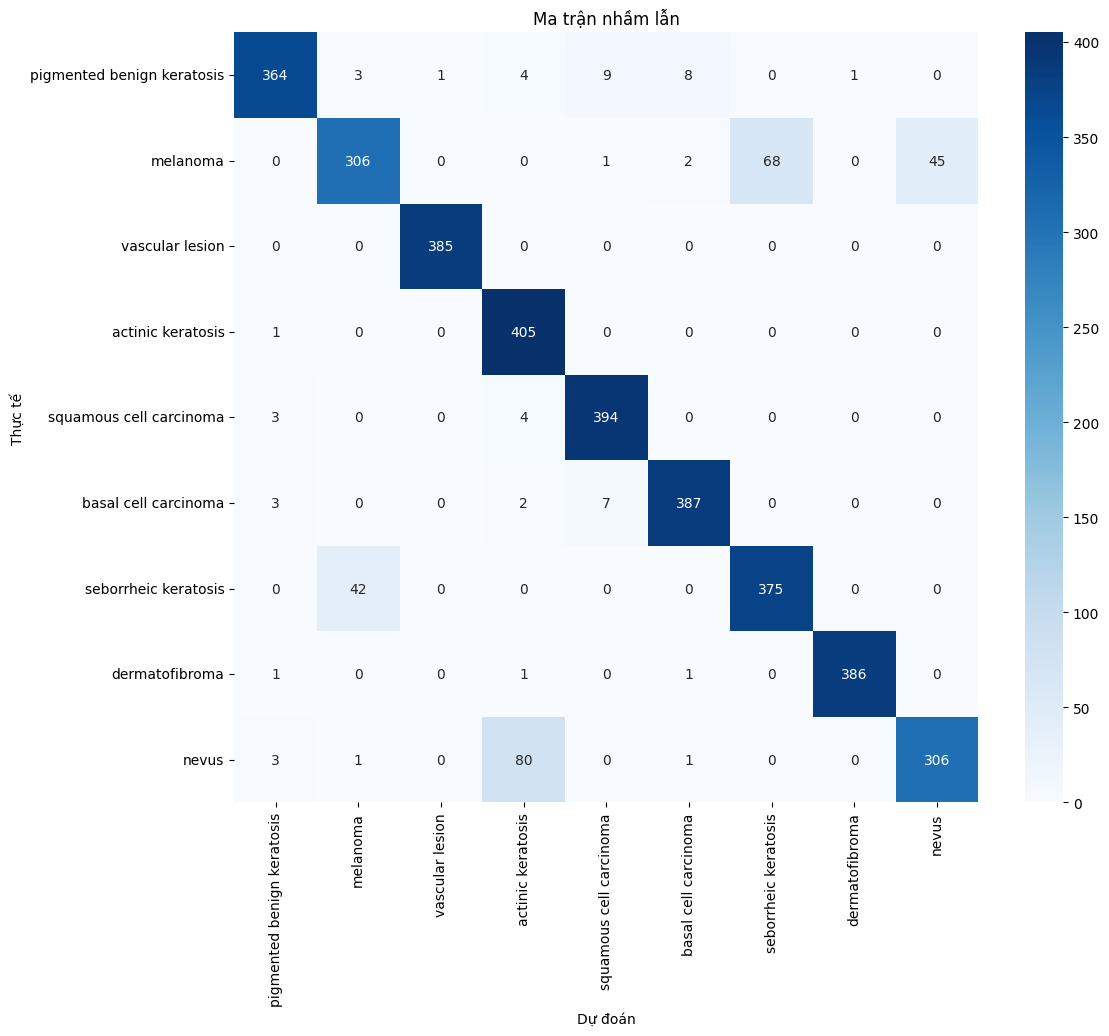 Ma trận nhầm lẫn
pigmented benign keratosis 364 3 1 4 9 8 0 1 0
melanoma 0 306 0 0 1 2 68 0 45
vascular lesion 0 0 385 0 0 0 0 0 0
actinic keratosis 1 0 0 405 0 0 0 0 0
squamous cell carcinoma 3 0 0 4 394 0 0 0 0
basal cell carcinoma 3 0 0 2 7 387 0 0 0
seborrheic keratosis 0 42 0 0 0 0 375 0 0
dermatofibroma 1 0 0 1 0 1 0 386 0
nevus 3 1 80 0 1 0 0 306
Thực tế
pigmented benign keratosis
melanoma
vascular lesion
actinic keratosis
squamous cell carcinoma
basal cell carcinoma
seborrheic keratosis
dermatofibroma
nevus
Dự đoán
400
350
300
250
200
150
100
50
0